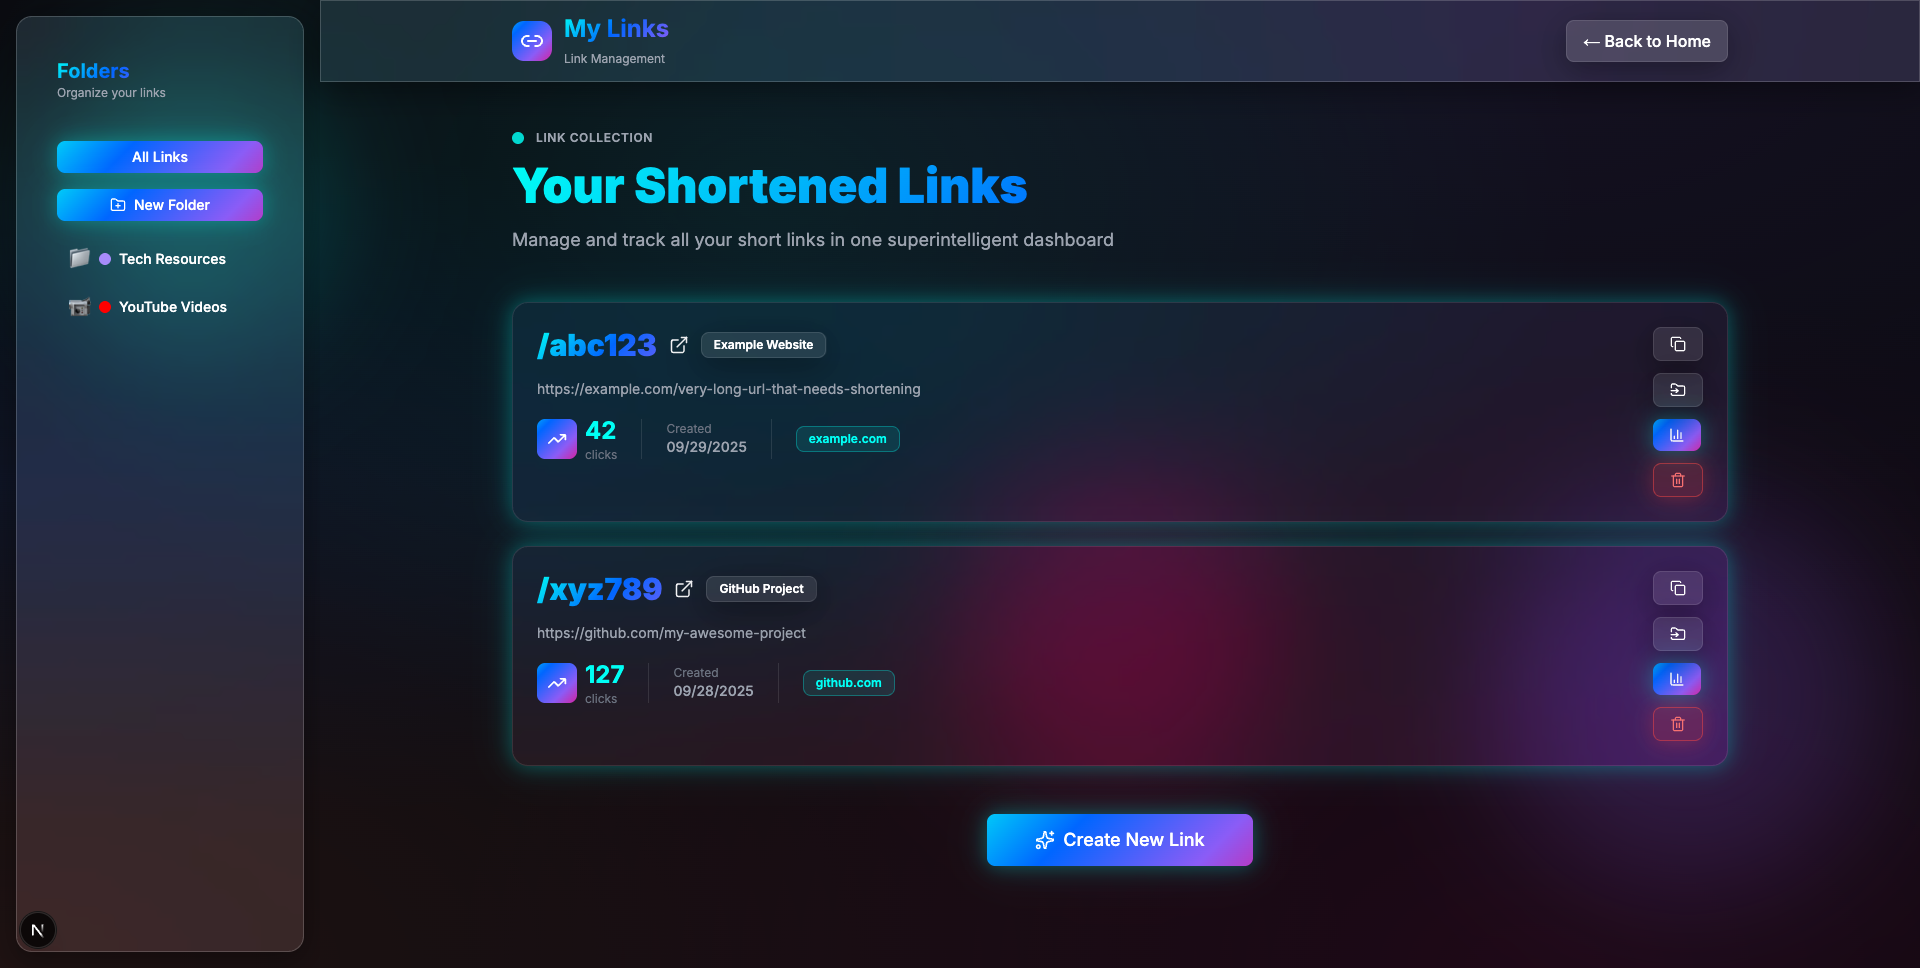 Folders
Organize your links
All Links
New Folder
Tech Resources
YouTube Videos
N
My Links
Link Management
← Back to Home
LINK COLLECTION
Your Shortened Links
Manage and track all your short links in one superintelligent dashboard
/abc123 Example Website
https://example.com/very-long-url-that-needs-shortening
42
clicks
Created
09/29/2025
example.com
/xyz789 GitHub Project
https://github.com/my-awesome-project
127
clicks
Created
09/28/2025
github.com
Create New Link